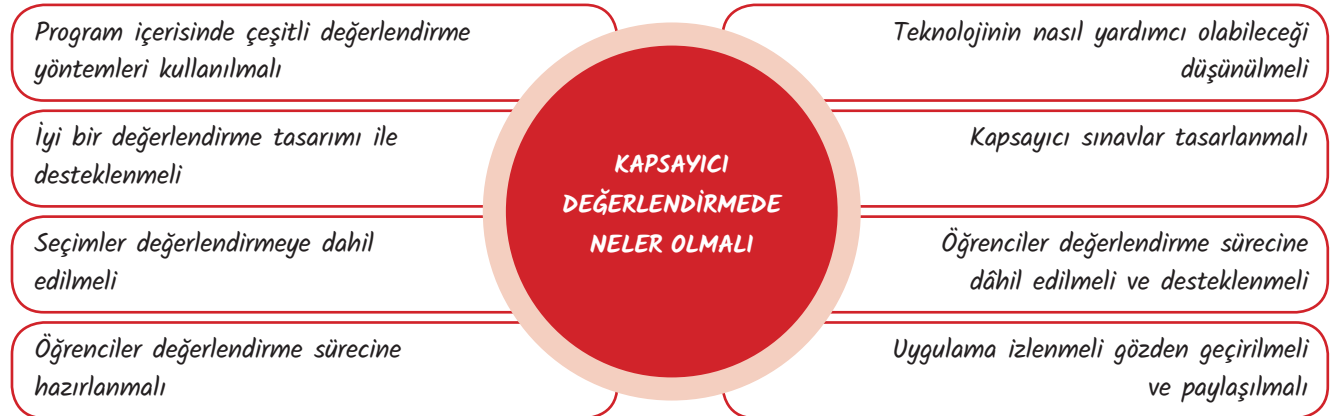 Program içerisinde çeşitli değerlendirme
yöntemleri kullanılmalı
İyi bir değerlendirme tasarımı ile
desteklenmeli
Seçimler değerlendirmeye dahil
edilmeli
Öğrenciler değerlendirme sürecine
hazırlanmalı
KAPSAYICI
DEĞERLENDİRMEDE
NELER OLMALI
Teknolojinin nasıl yardımcı olabileceği
düşünülmeli
Kapsayıcı sınavlar tasarlanmalı
Öğrenciler değerlendirme sürecine
dâhil edilmeli ve desteklenmeli
Uygulama izlenmeli gözden geçirilmeli
ve paylaşılmalı